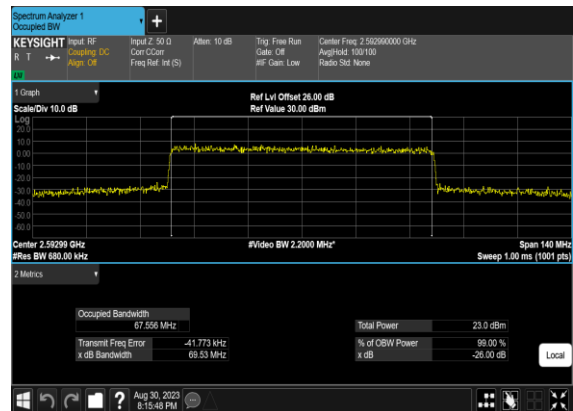 Spectrum Analyzer 1
Occupied BW
KEYSIGHT Input: RF Input Z: 50 Ω Atten: 10 dB Trig: Free Run Center Freq: 2.592990000 GHz
R T Coupling: DC Corr CCorr Gate: Off Avg|Hold: 100/100
Align: Off Freq Ref: Int (S) #IF Gain: Low Radio Std: None
1 Graph
Ref Lvl Offset 26.00 dB
Scale/Div 10.0 dB Ref Value 30.00 dBm
Log
20.0
10.0
0.00
-10.0
-20.0
-30.0
-40.0
-50.0
-60.0
Center 2.59299 GHz #Video BW 2.2000 MHz* Span 140 MHz
#Res BW 680.00 kHz Sweep 1.00 ms (1001 pts)
2 Metrics
Occupied Bandwidth
67.556 MHz Total Power 23.0 dBm
Transmit Freq Error -41.773 kHz % of OBW Power 99.00 %
x dB Bandwidth 69.53 MHz x dB -26.00 dB
Local
Aug 30, 2023
8:15:48 PM